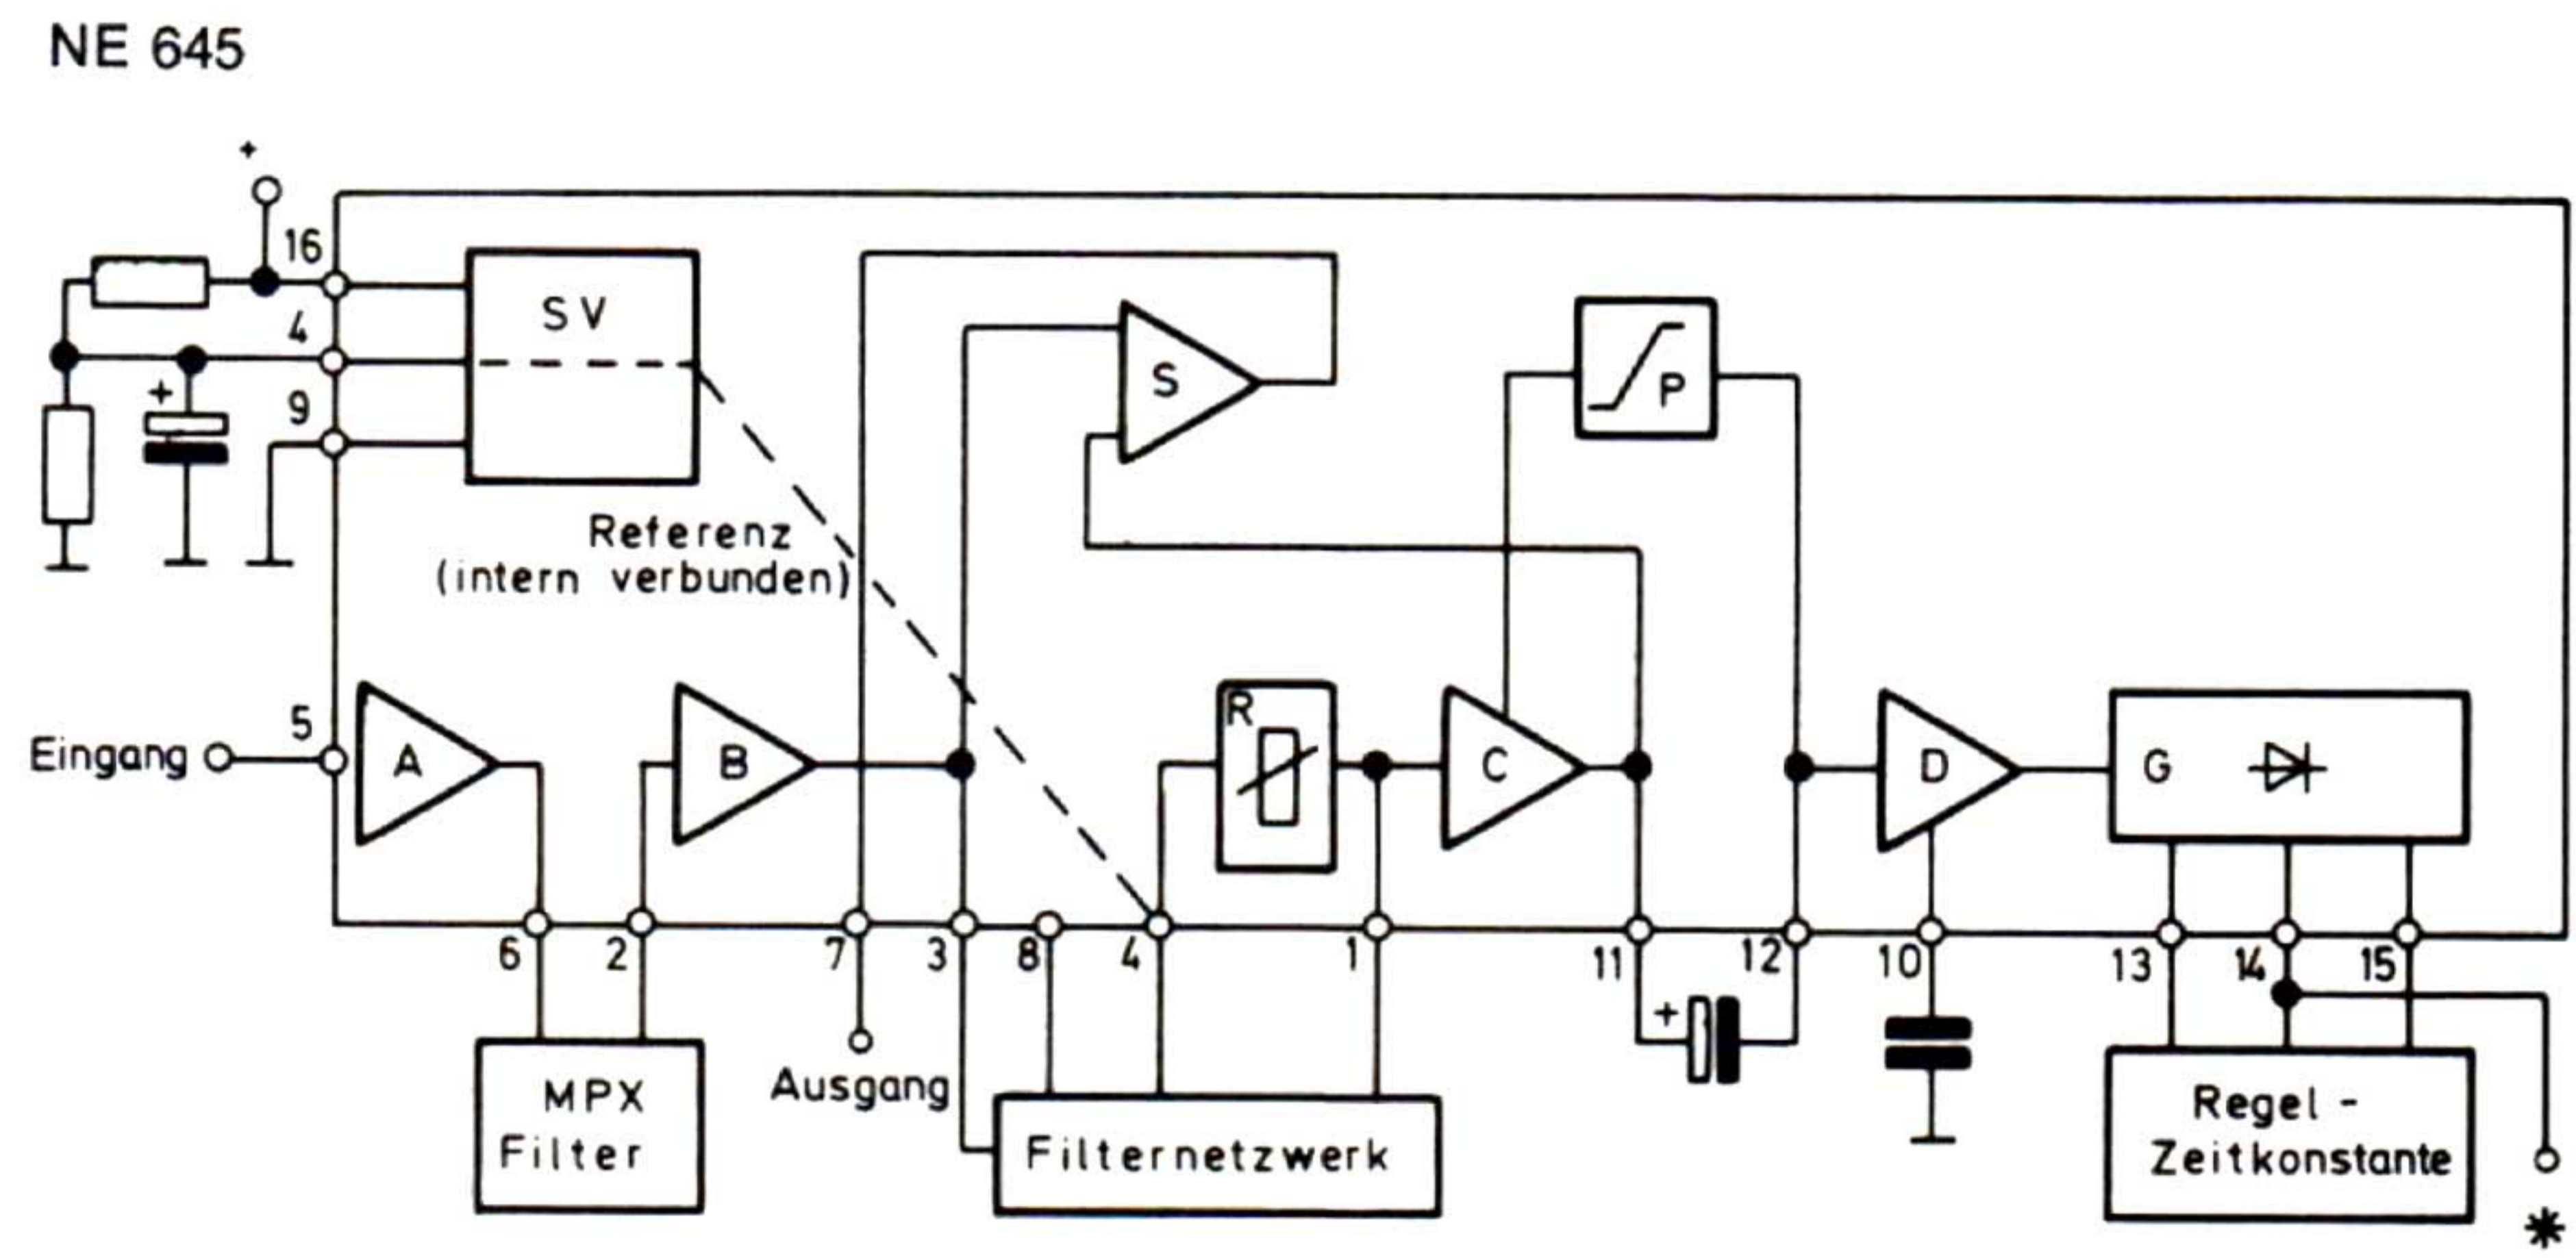 NE 645
+
16
SV
4
+
9
S
P
Referenz
(intern verbunden)
R
5
Eingang
A
B
C
D
G
6
2
7
3
8
4
1
11
12
10
13
14
15
+
MPX
Filter
Ausgang
Filternetzwerk
Regel -
Zeitkonstante
*